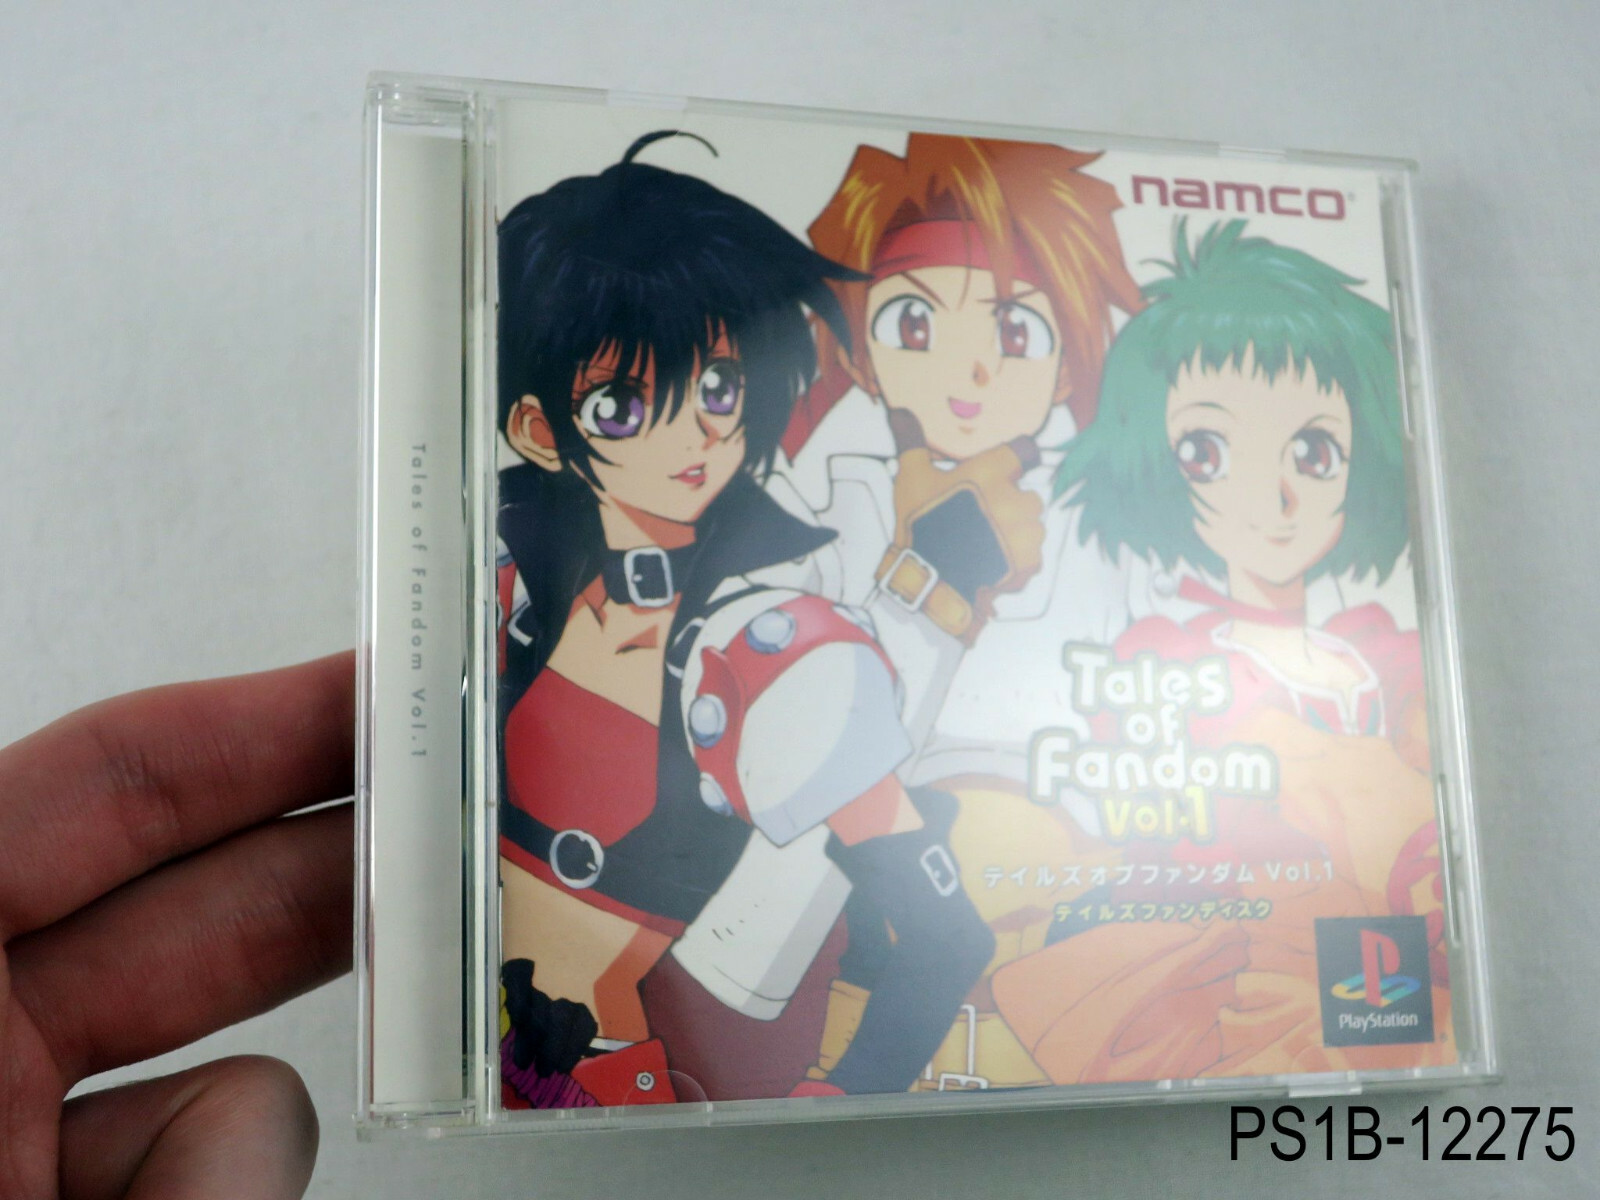 Tales of Fandom Vol.1
namco
Tales
of
Fandom
Vol.1
テイルズオブファンダム Vol.1
テイルズファンディスク
PlayStation
PS1B-12275